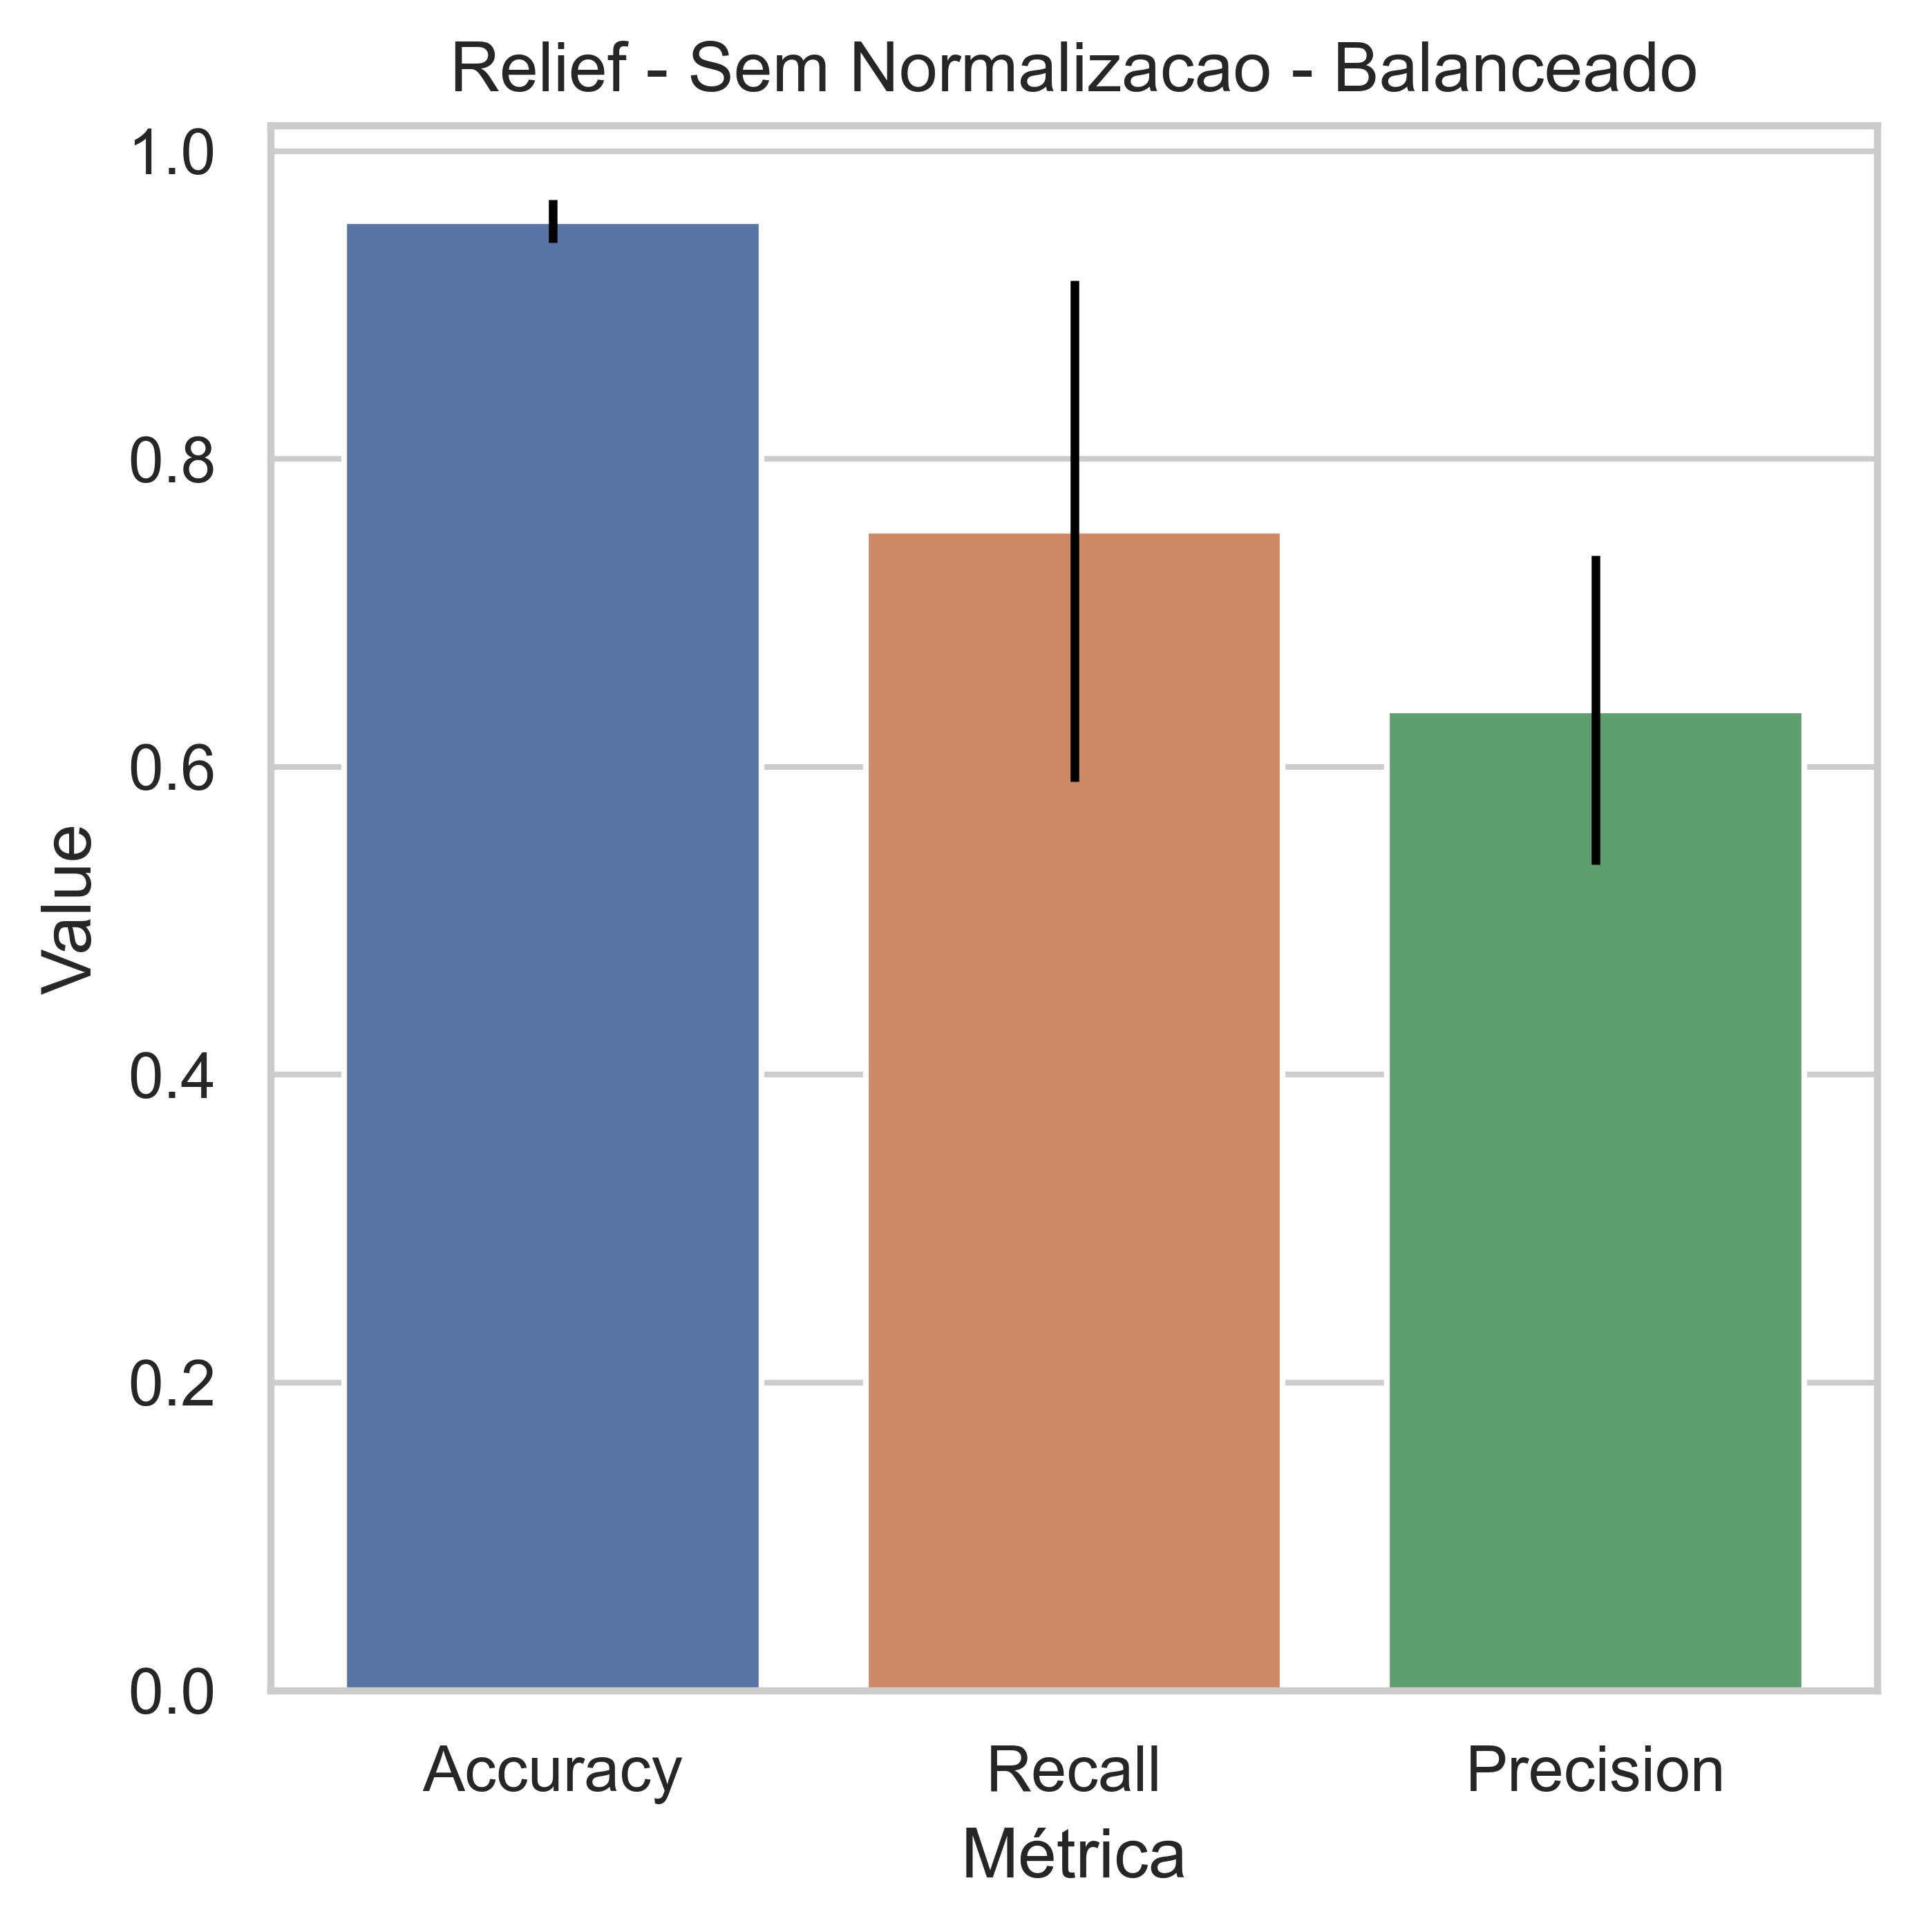 Relief - Sem Normalizacao - Balanceado
1.0
0.8
0.6
0.4
0.2
0.0
Value
Accuracy Recall Precision
Métrica